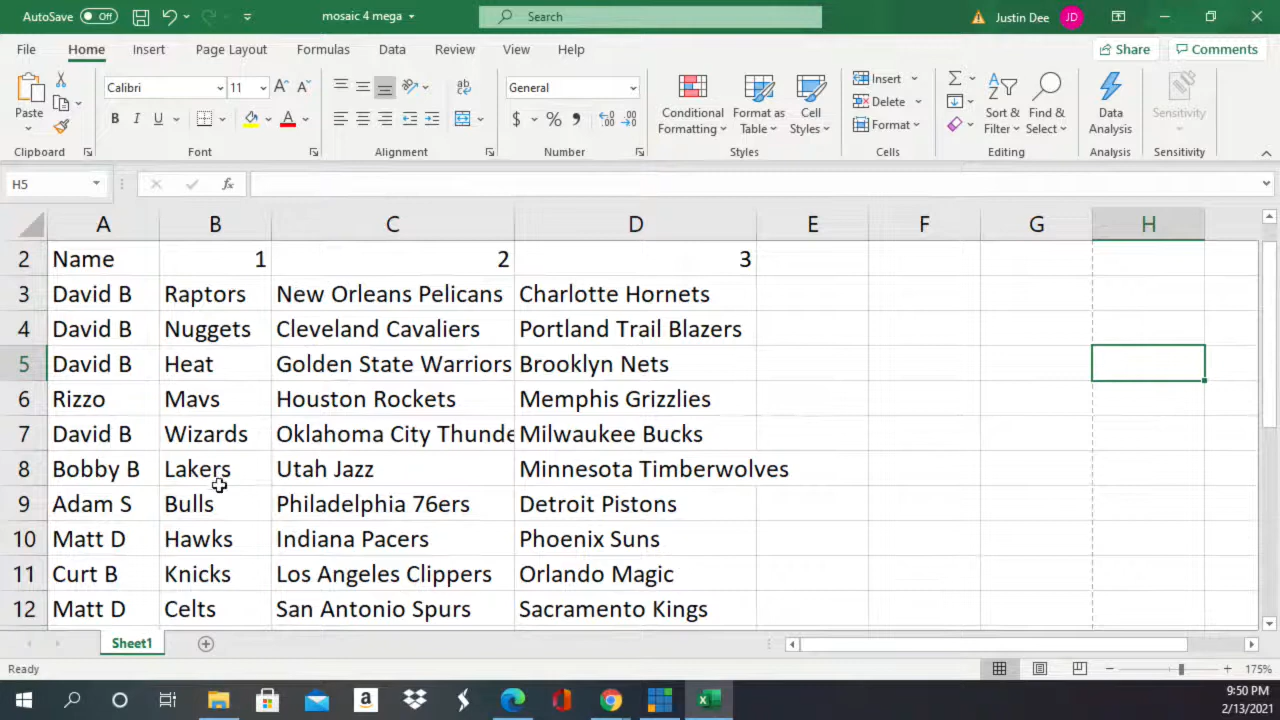 AutoSave Off mosaic 4 mega Search Justin Dee JD
File Home Insert Page Layout Formulas Data Review View Help Share Comments
Calibri 11 A^ A˅ General Insert
Paste B I U A $ % , Conditional Formatting Format as Table Cell Styles Delete Format Sort & Filter Find & Select Data Analysis Sensitivity
Clipboard Font Alignment Number Styles Cells Editing Analysis Sensitivity
H5 fx
A B C D E F G H
2 Name 1 2 3
3 David B Raptors New Orleans Pelicans Charlotte Hornets
4 David B Nuggets Cleveland Cavaliers Portland Trail Blazers
5 David B Heat Golden State Warriors Brooklyn Nets
6 Rizzo Mavs Houston Rockets Memphis Grizzlies
7 David B Wizards Oklahoma City Thunde Milwaukee Bucks
8 Bobby B Lakers Utah Jazz Minnesota Timberwolves
9 Adam S Bulls Philadelphia 76ers Detroit Pistons
10 Matt D Hawks Indiana Pacers Phoenix Suns
11 Curt B Knicks Los Angeles Clippers Orlando Magic
12 Matt D Celts San Antonio Spurs Sacramento Kings
Sheet1
Ready 175%
9:50 PM
2/13/2021